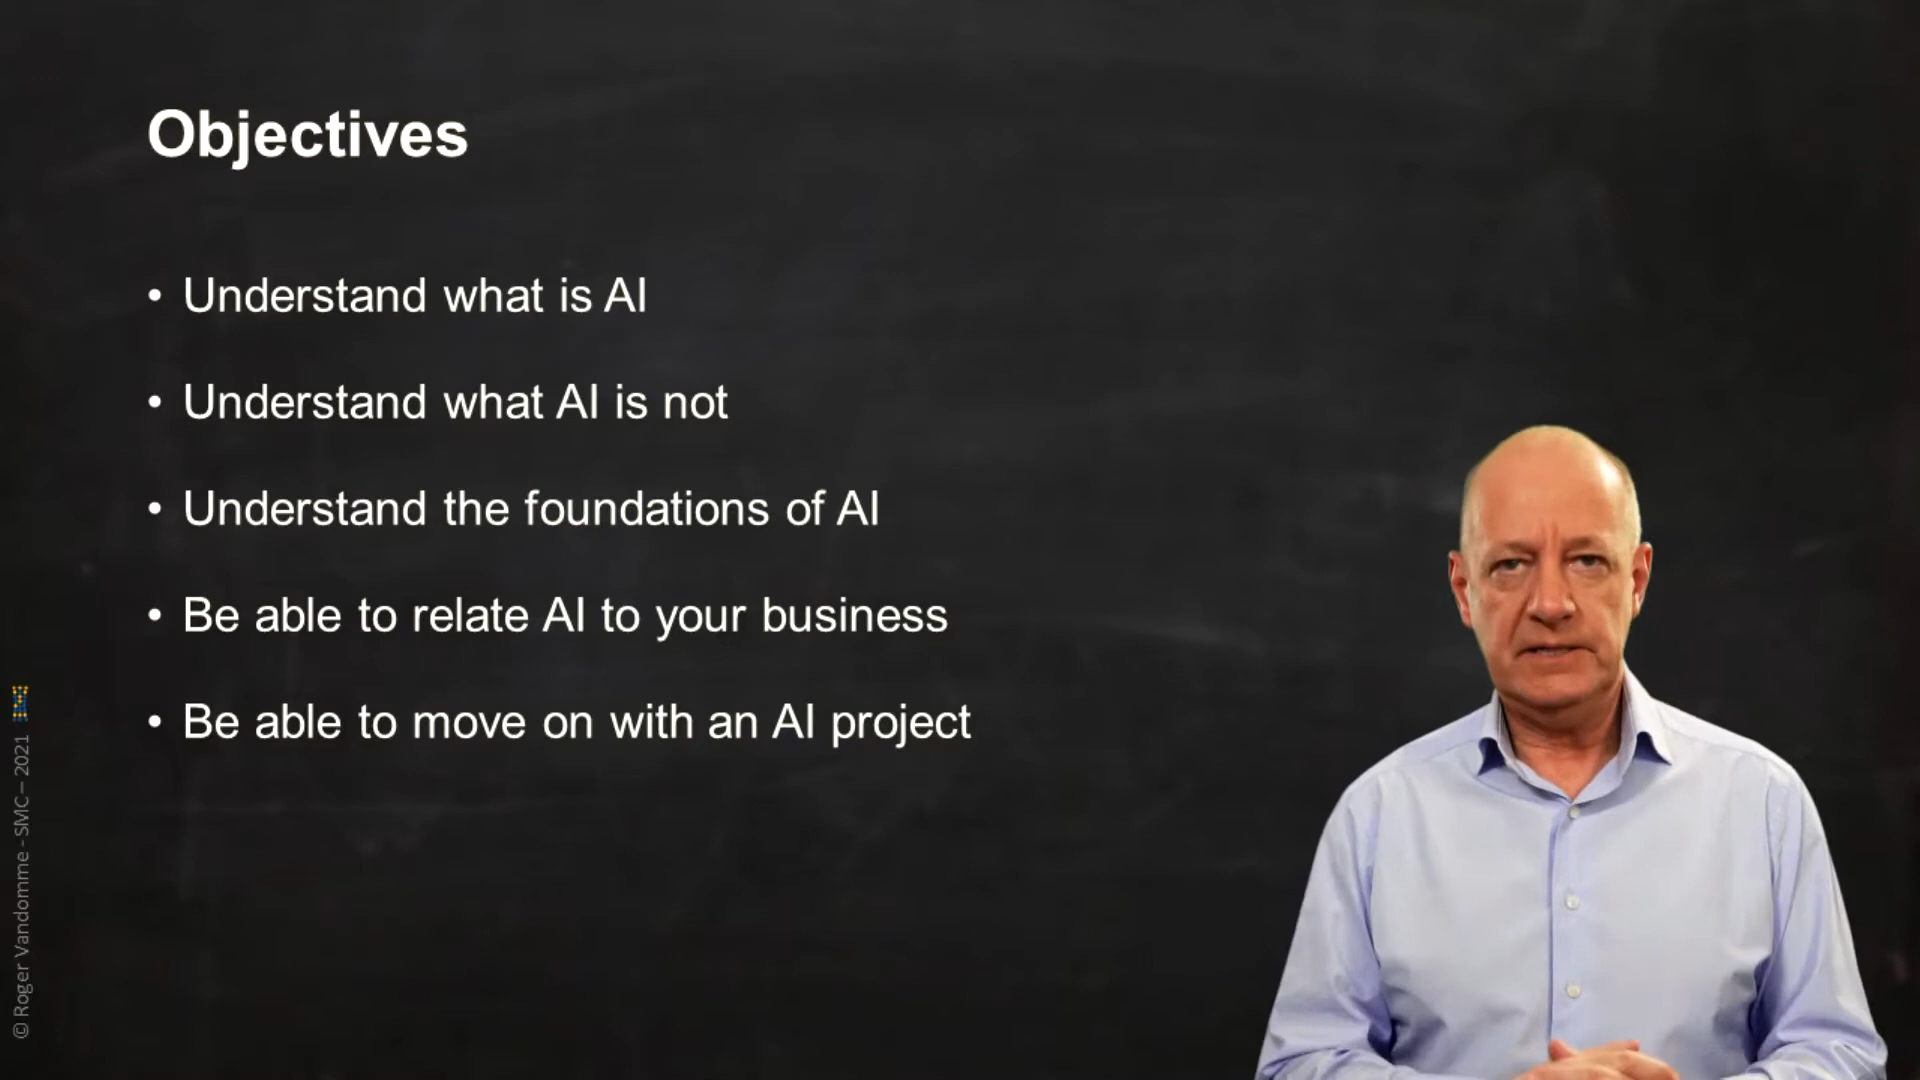 Objectives
• Understand what is AI
• Understand what AI is not
• Understand the foundations of AI
• Be able to relate AI to your business
• Be able to move on with an AI project
© Roger Vandomme - SMC – 2021